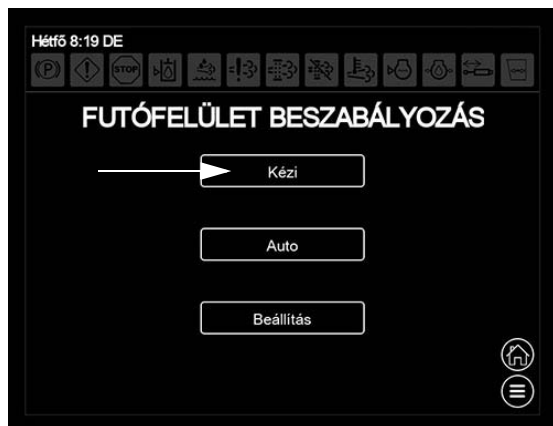 Hétfő 8:19 DE
(P) STOP
FUTÓFELÜLET BESZABÁLYOZÁS
Kézi
Auto
Beállítás